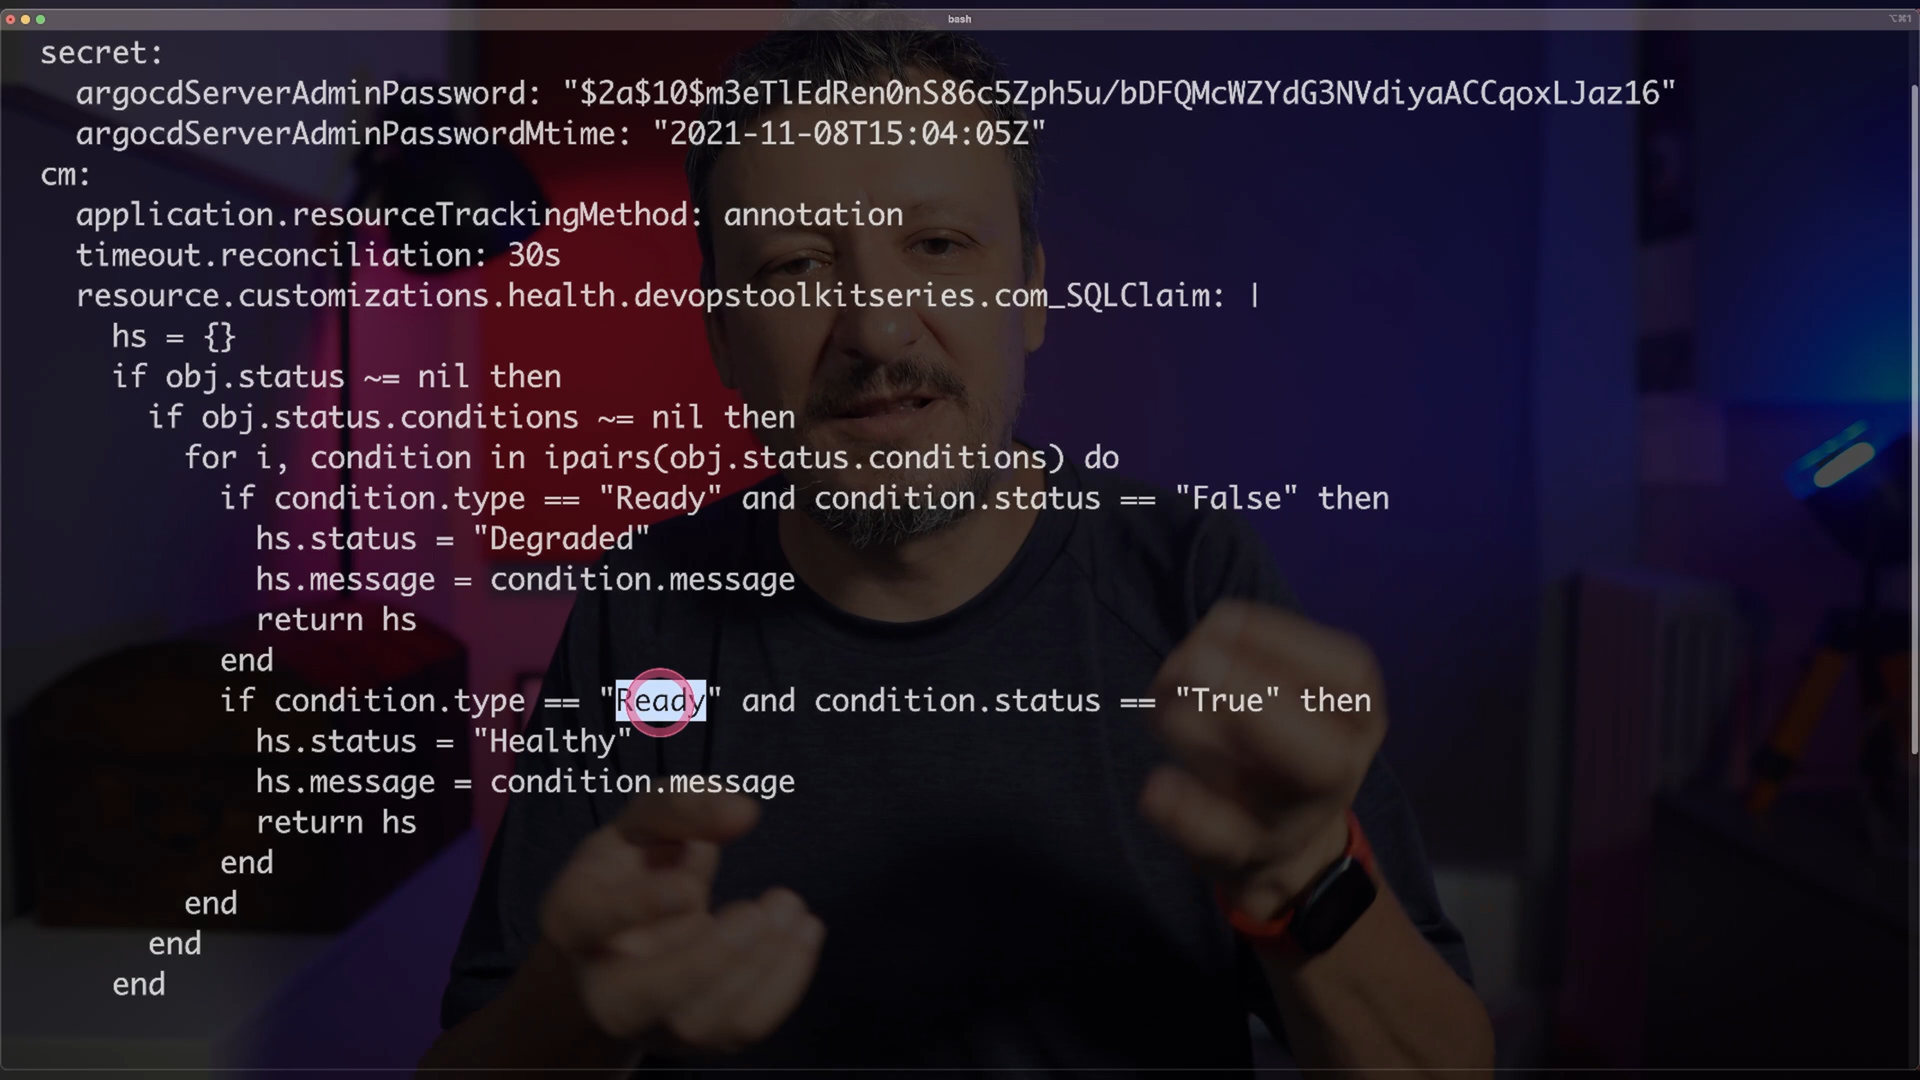 bash
⌥⌘1
secret:
argocdServerAdminPassword: "$2a$10$m3eTlEdRen0nS86c5Zph5u/bDFQMcWZYdG3NVdiyaACCqoxLJaz16"
argocdServerAdminPasswordMtime: "2021-11-08T15:04:05Z"
cm:
application.resourceTrackingMethod: annotation
timeout.reconciliation: 30s
resource.customizations.health.devopstoolkitseries.com_SQLClaim: |
hs = {}
if obj.status ~= nil then
if obj.status.conditions ~= nil then
for i, condition in ipairs(obj.status.conditions) do
if condition.type == "Ready" and condition.status == "False" then
hs.status = "Degraded"
hs.message = condition.message
return hs
end
if condition.type == "Ready" and condition.status == "True" then
hs.status = "Healthy"
hs.message = condition.message
return hs
end
end
end
end